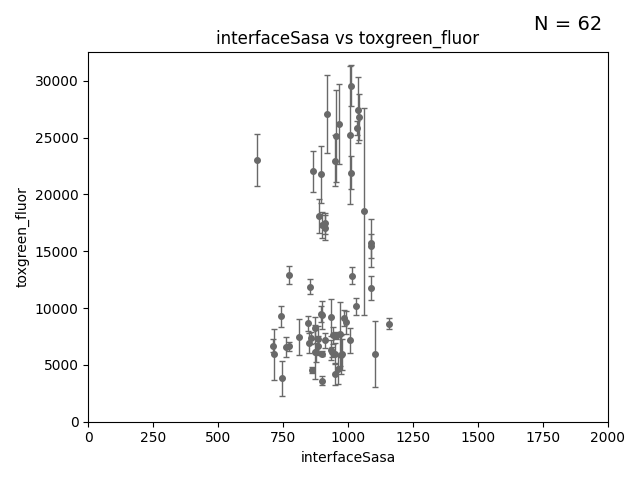 N = 62
interfaceSasa vs toxgreen_fluor
30000
25000
20000
15000
10000
5000
0
toxgreen_fluor
0 250 500 750 1000 1250 1500 1750 2000
interfaceSasa